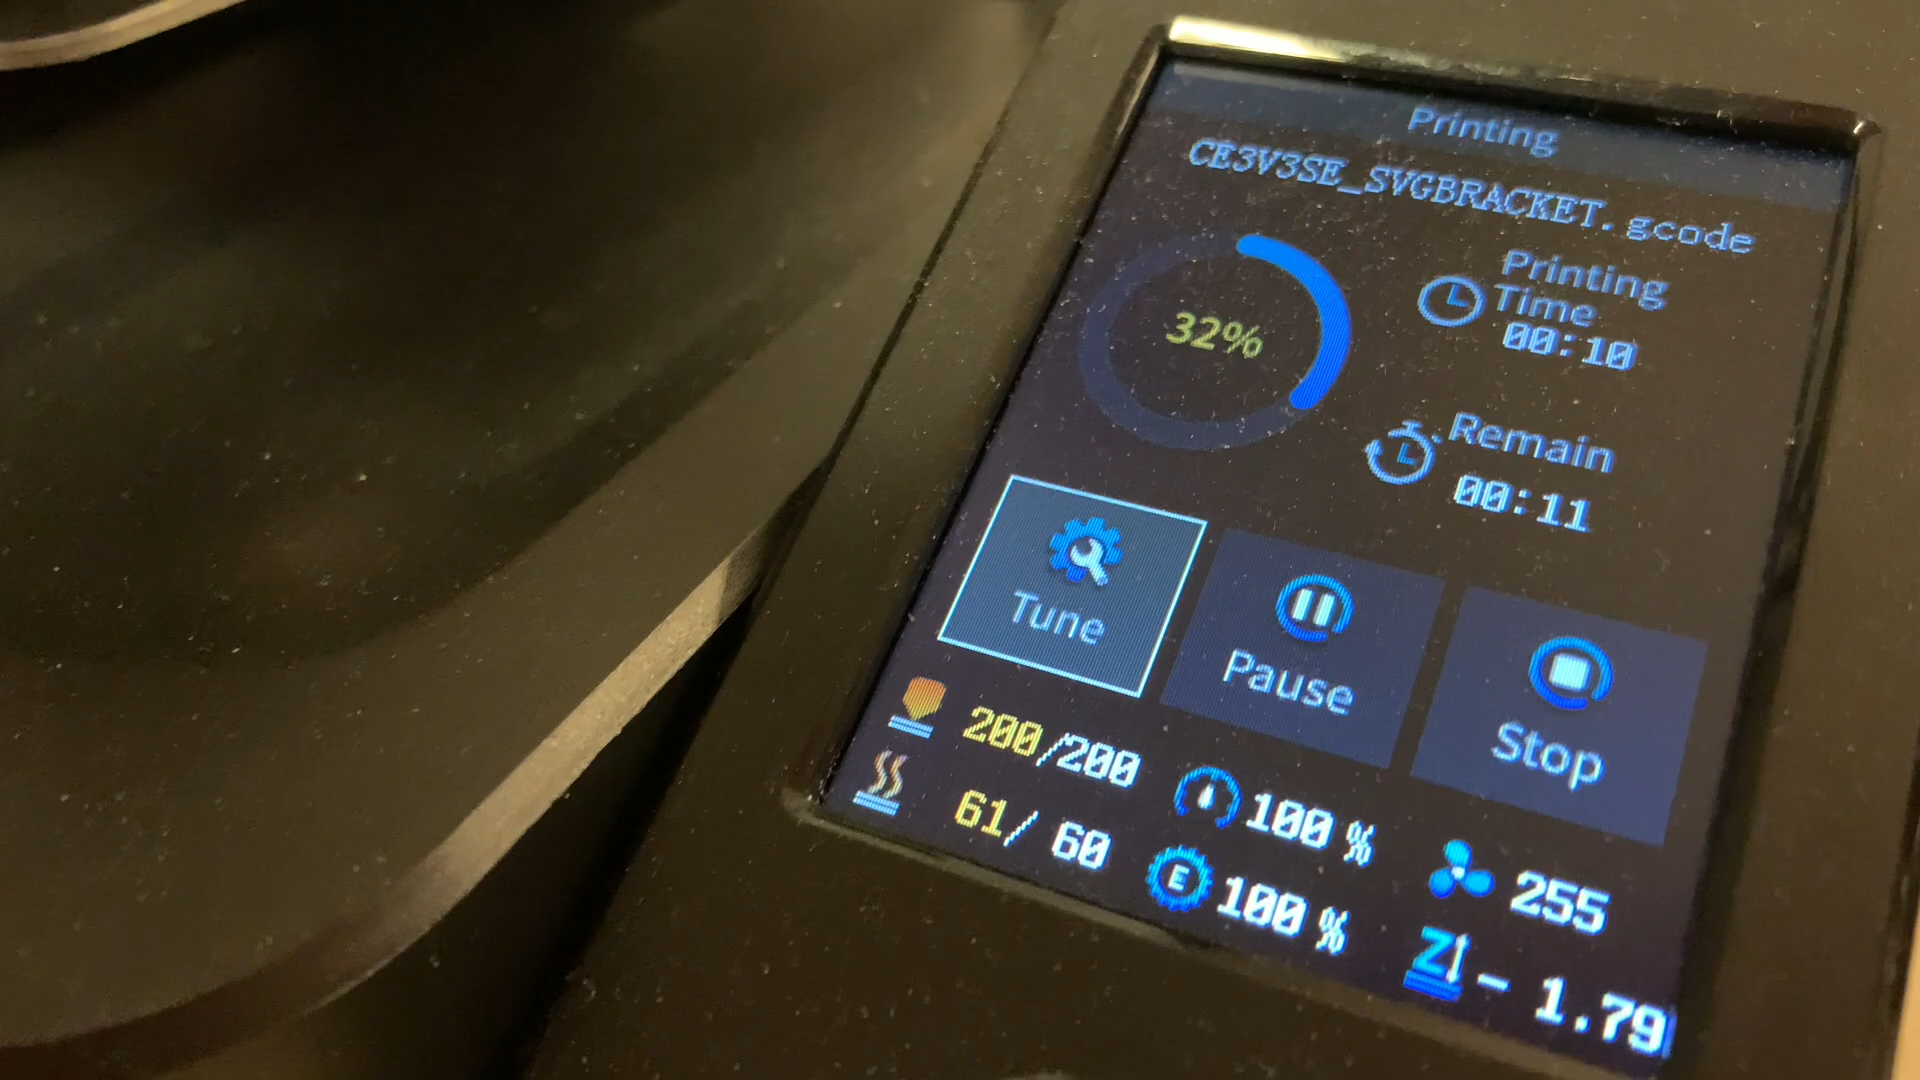 Printing
CE3V3SE_SVGBRACKET.gcode
32%
Printing
Time
00:10
Remain
00:11
Tune
Pause
Stop
200/200
100 %
255
61/ 60
E 100 %
Z - 1.79